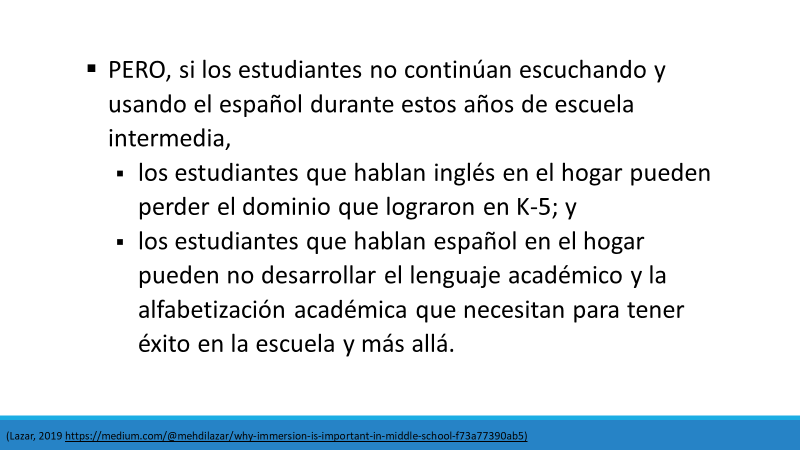 ▪ PERO, si los estudiantes no continúan escuchando y
usando el español durante estos años de escuela
intermedia,
▪ los estudiantes que hablan inglés en el hogar pueden
perder el dominio que lograron en K-5; y
▪ los estudiantes que hablan español en el hogar
pueden no desarrollar el lenguaje académico y la
alfabetización académica que necesitan para tener
éxito en la escuela y más allá.
(Lazar, 2019 https://medium.com/@mehdilazar/why-immersion-is-important-in-middle-school-f73a77390ab5)